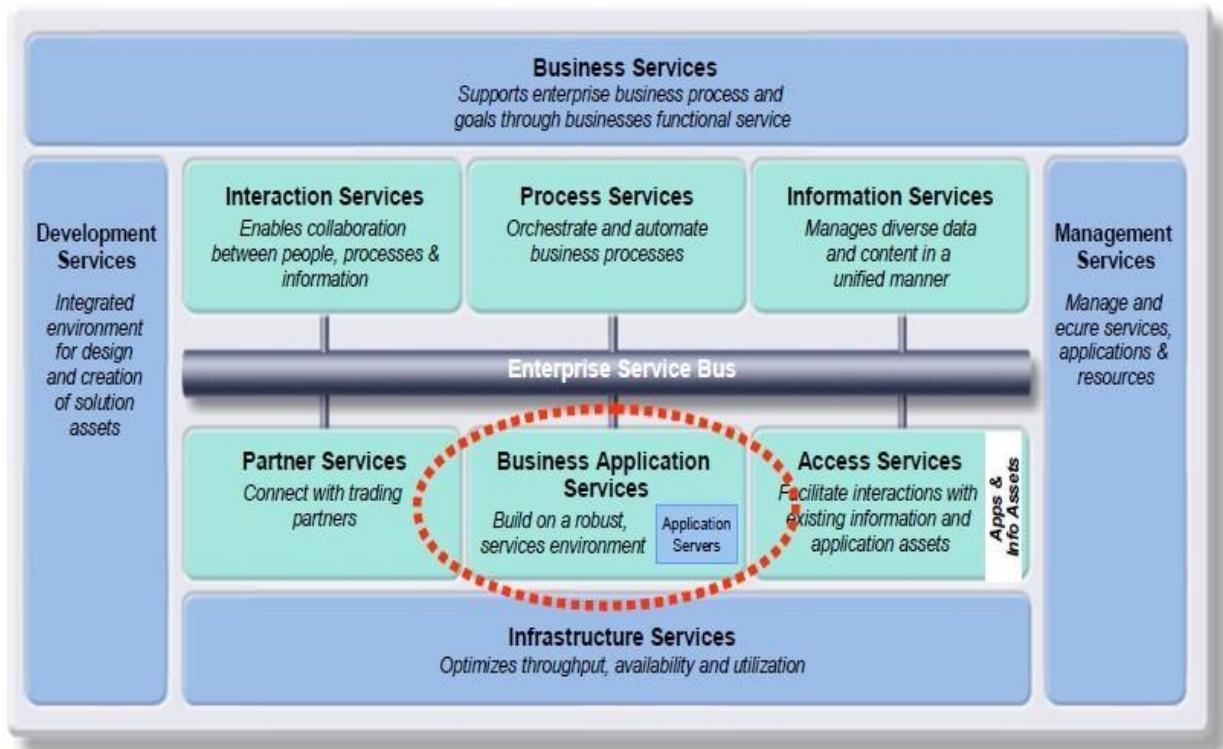 Business Services
Supports enterprise business process and
goals through businesses functional service
Development
Services
Integrated
environment
for design
and creation
of solution
assets
Interaction Services
Enables collaboration
between people, processes &
information
Process Services
Orchestrate and automate
business processes
Information Services
Manages diverse data
and content in a
unified manner
Management
Services
Manage and
ecure services,
applications &
resources
Enterprise Service Bus
Partner Services
Connect with trading
partners
Business Application
Services
Build on a robust,
services environment
Application
Servers
Access Services
Facilitate interactions with
existing information and
application assets
Apps &
Info Assets
Infrastructure Services
Optimizes throughput, availability and utilization